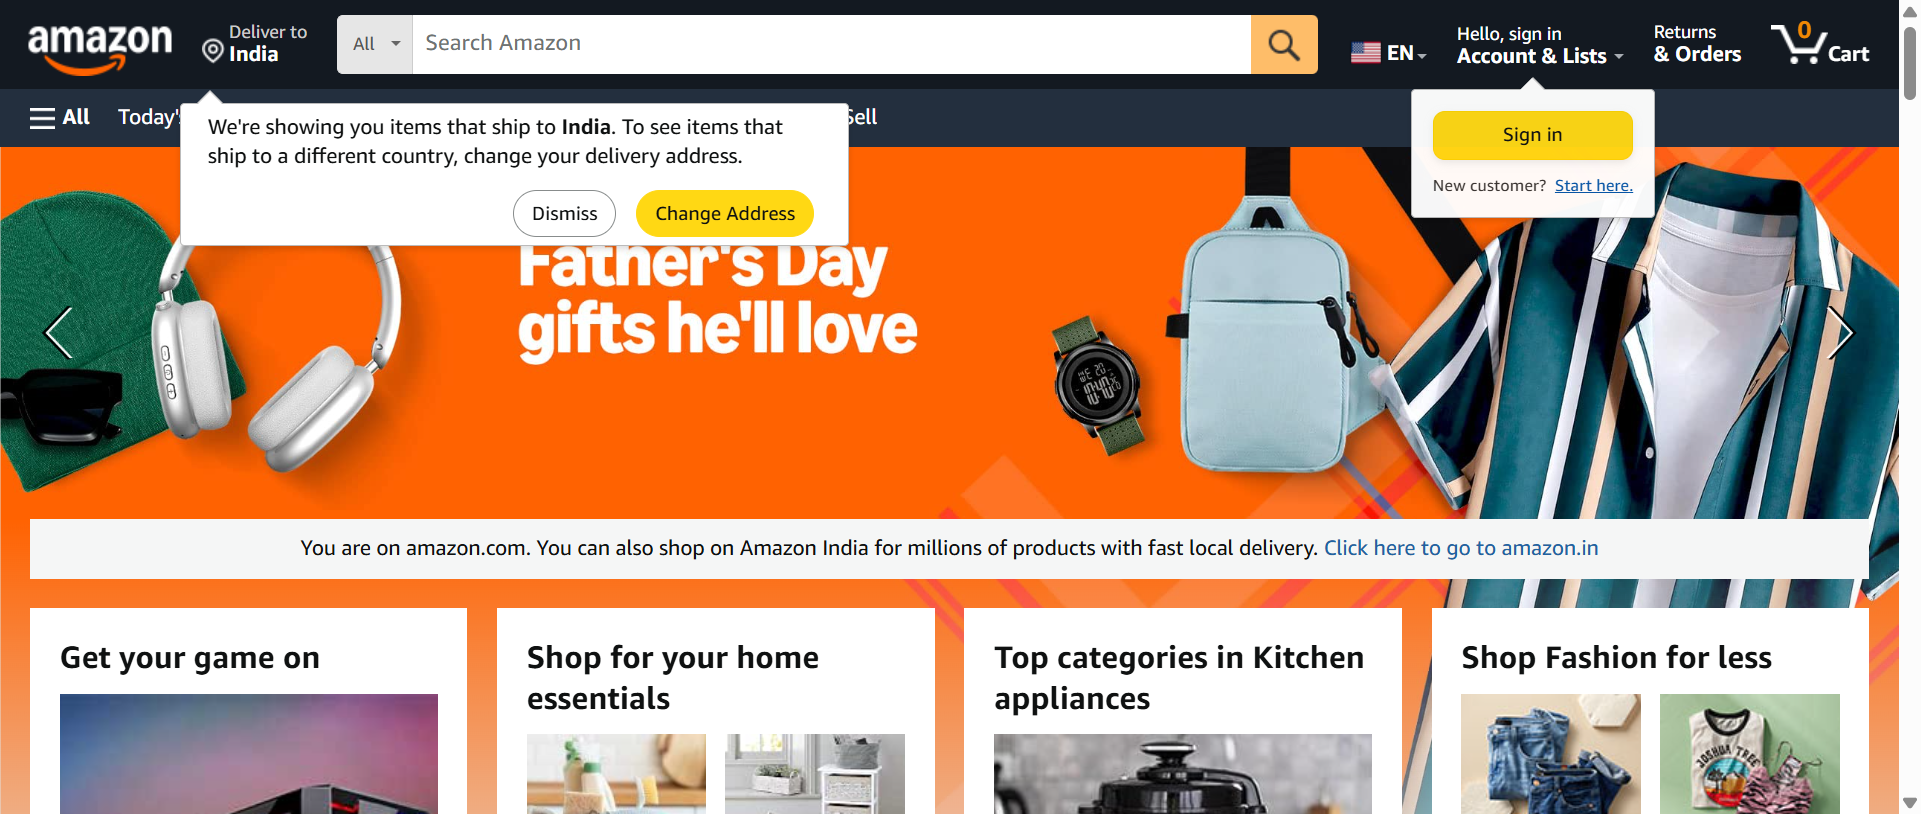 amazon
Deliver to
India
All
Search Amazon
EN
Hello, sign in
Account & Lists
Returns
& Orders
0
Cart
All
Today's
Sell
We're showing you items that ship to India. To see items that
ship to a different country, change your delivery address.
Dismiss
Change Address
Sign in
New customer? Start here.
Father's Day
gifts he'll love
You are on amazon.com. You can also shop on Amazon India for millions of products with fast local delivery. Click here to go to amazon.in
Get your game on
Shop for your home
essentials
Top categories in Kitchen
appliances
Shop Fashion for less
JOSHUA TREE